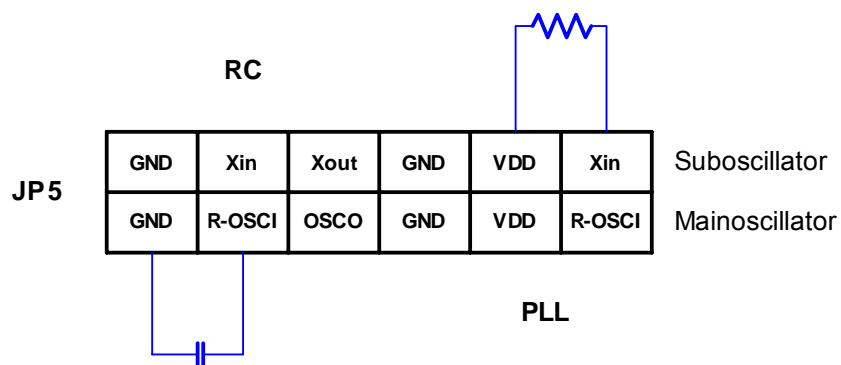 RC
GND Xin Xout GND VDD Xin Suboscillator
JP5
GND R-OSCI OSCO GND VDD R-OSCI Mainoscillator
PLL